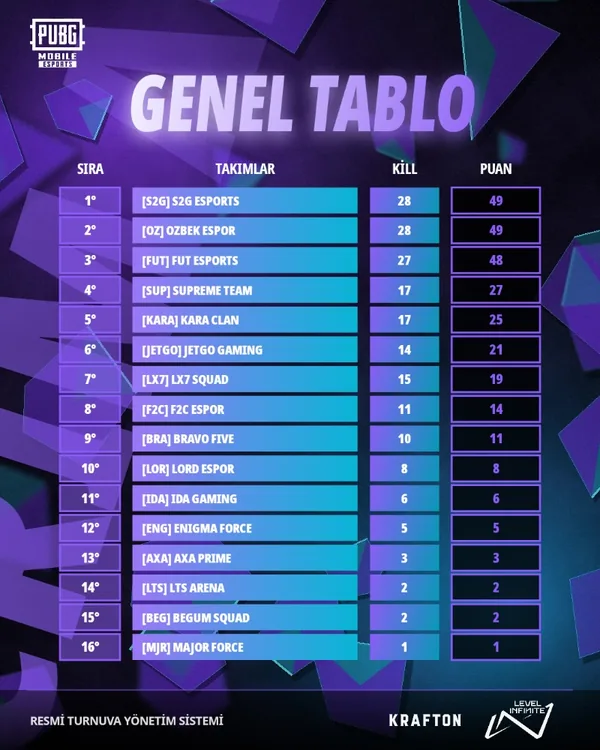 PUBG
MOBILE
ESPORTS
GENEL TABLO
SIRA TAKIMLAR KİLL PUAN
1° [S2G] S2G ESPORTS 28 49
2° [OZ] OZBEK ESPOR 28 49
3° [FUT] FUT ESPORTS 27 48
4° [SUP] SUPREME TEAM 17 27
5° [KARA] KARA CLAN 17 25
6° [JETGO] JETGO GAMING 14 21
7° [LX7] LX7 SQUAD 15 19
8° [F2C] F2C ESPOR 11 14
9° [BRA] BRAVO FIVE 10 11
10° [LOR] LORD ESPOR 8 8
11° [IDA] IDA GAMING 6 6
12° [ENG] ENIGMA FORCE 5 5
13° [AXA] AXA PRIME 3 3
14° [LTS] LTS ARENA 2 2
15° [BEG] BEGUM SQUAD 2 2
16° [MJR] MAJOR FORCE 1 1
RESMİ TURNUVA YÖNETİM SİSTEMİ KRAFTON LEVEL INFINITE